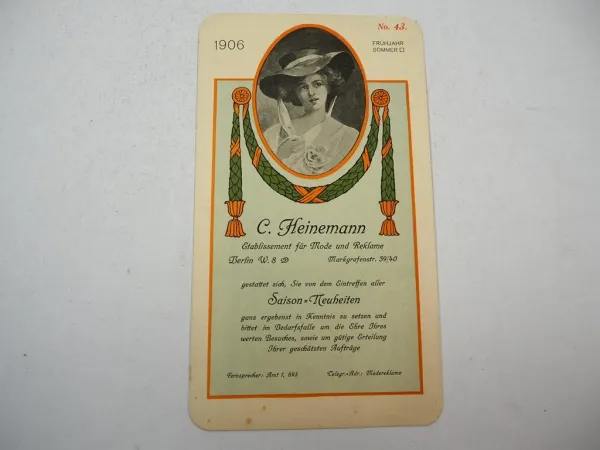 No. 43.
1906
FRÜHJAHR
SOMMER
C. Heinemann
Etablissement für Mode und Reklame
Berlin W. 8 Markgrafenstr. 39/40
gestattet sich, Sie von dem Eintreffen aller
Saison=Neuheiten
ganz ergebenst in Kenntnis zu setzen und
bittet im Bedarfsfalle um die Ehre Ihres
werten Besuches, sowie um gütige Erteilung
Ihrer geschätzten Aufträge
Fernsprecher: Amt 1, 693 Telegr.-Adr.: Modereklame